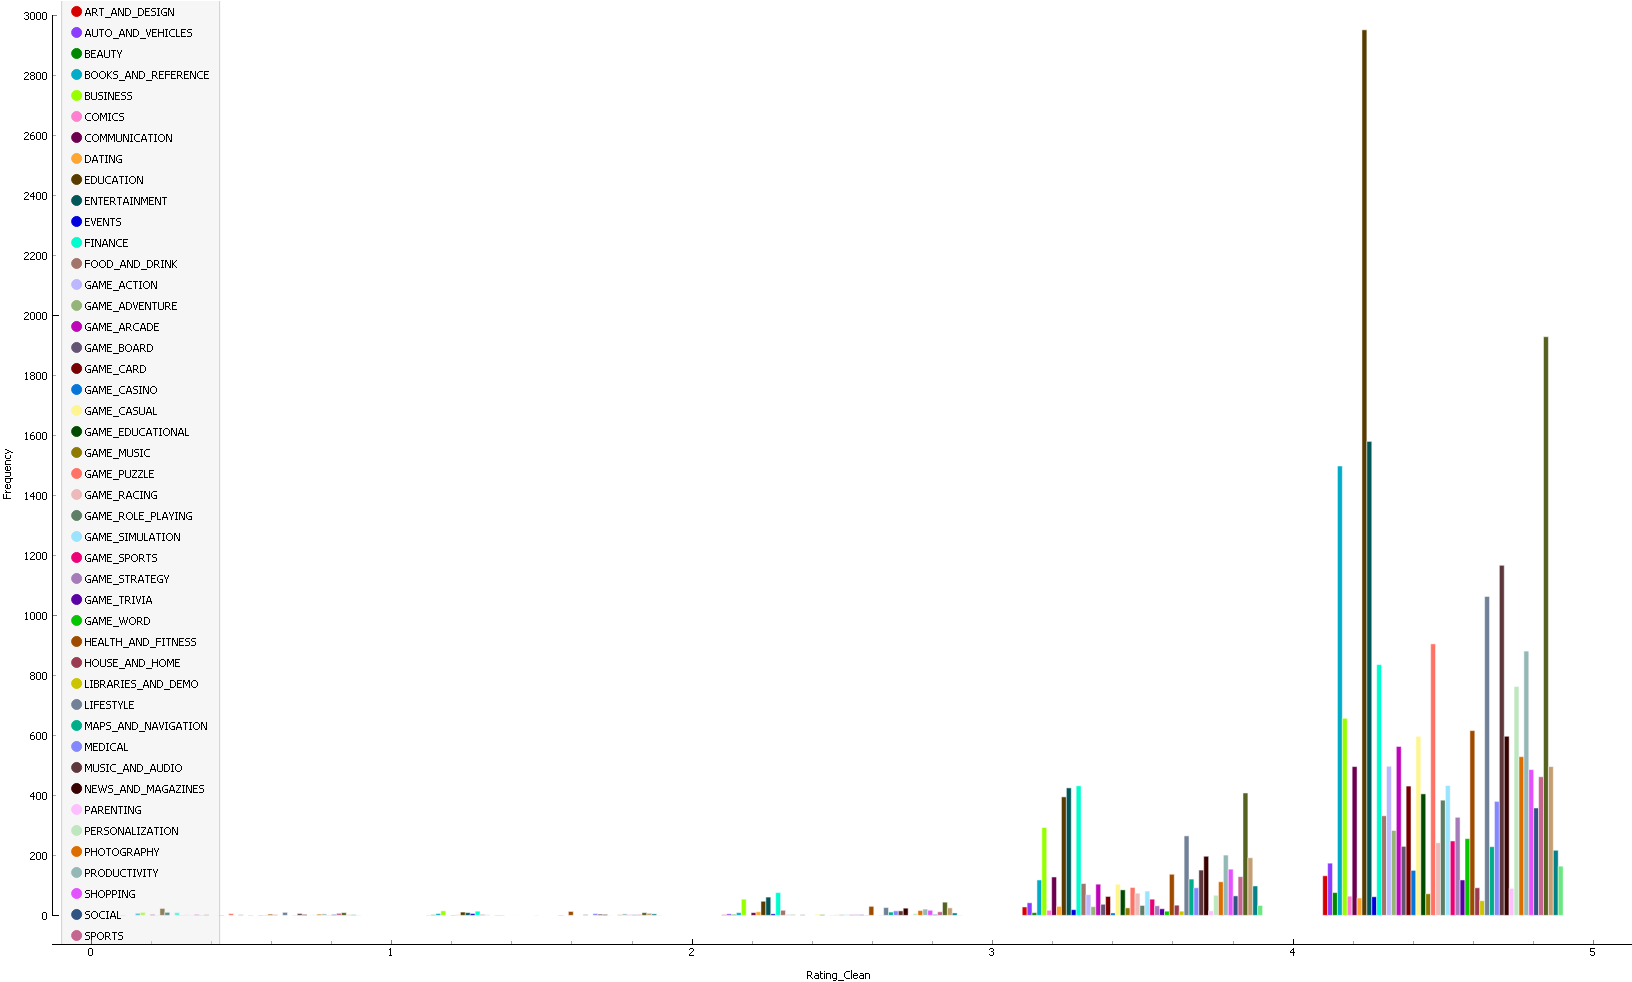 3000
2800
2600
2400
2200
2000
1800
1600
1400
1200
1000
800
600
400
200
0
Frequency
ART_AND_DESIGN
AUTO_AND_VEHICLES
BEAUTY
BOOKS_AND_REFERENCE
BUSINESS
COMICS
COMMUNICATION
DATING
EDUCATION
ENTERTAINMENT
EVENTS
FINANCE
FOOD_AND_DRINK
GAME_ACTION
GAME_ADVENTURE
GAME_ARCADE
GAME_BOARD
GAME_CARD
GAME_CASINO
GAME_CASUAL
GAME_EDUCATIONAL
GAME_MUSIC
GAME_PUZZLE
GAME_RACING
GAME_ROLE_PLAYING
GAME_SIMULATION
GAME_SPORTS
GAME_STRATEGY
GAME_TRIVIA
GAME_WORD
HEALTH_AND_FITNESS
HOUSE_AND_HOME
LIBRARIES_AND_DEMO
LIFESTYLE
MAPS_AND_NAVIGATION
MEDICAL
MUSIC_AND_AUDIO
NEWS_AND_MAGAZINES
PARENTING
PERSONALIZATION
PHOTOGRAPHY
PRODUCTIVITY
SHOPPING
SOCIAL
SPORTS
0 1 2 3 4 5
Rating_Clean